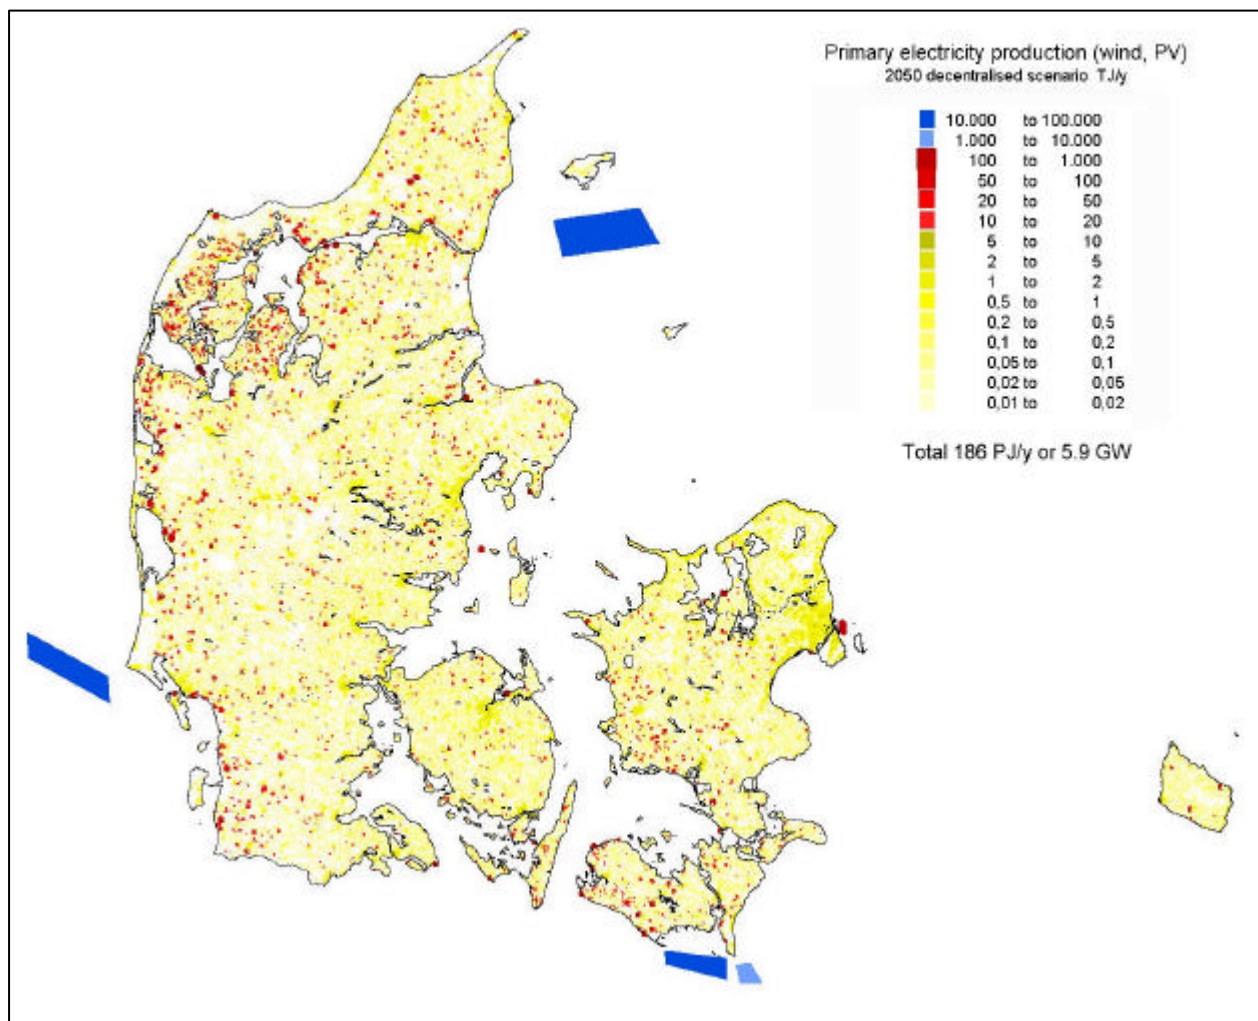 Primary electricity production (wind, PV)
2050 decentralised scenario TJ/y
10.000 to 100.000
1.000 to 10.000
100 to 1.000
50 to 100
20 to 50
10 to 20
5 to 10
2 to 5
1 to 2
0,5 to 1
0,2 to 0,5
0,1 to 0,2
0,05 to 0,1
0,02 to 0,05
0,01 to 0,02
Total 186 PJ/y or 5.9 GW